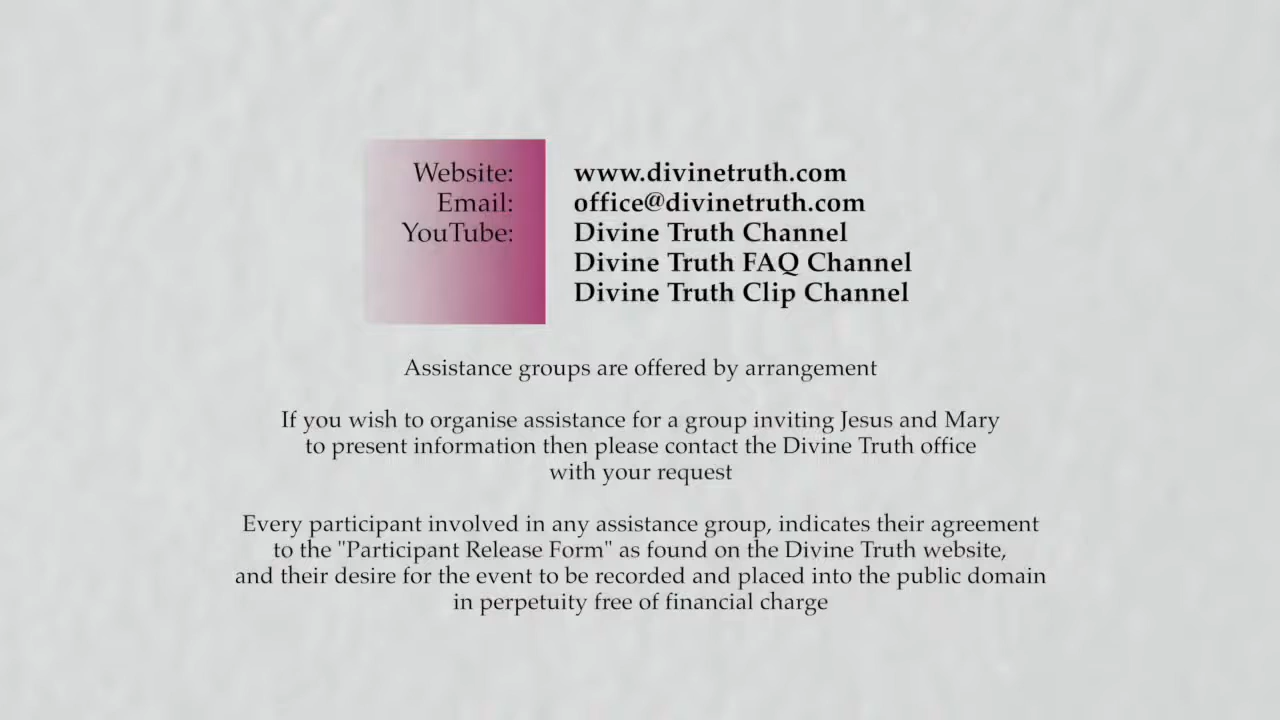 Website: www.divinetruth.com
Email: office@divinetruth.com
YouTube: Divine Truth Channel
Divine Truth FAQ Channel
Divine Truth Clip Channel
Assistance groups are offered by arrangement
If you wish to organise assistance for a group inviting Jesus and Mary
to present information then please contact the Divine Truth office
with your request
Every participant involved in any assistance group, indicates their agreement
to the "Participant Release Form" as found on the Divine Truth website,
and their desire for the event to be recorded and placed into the public domain
in perpetuity free of financial charge